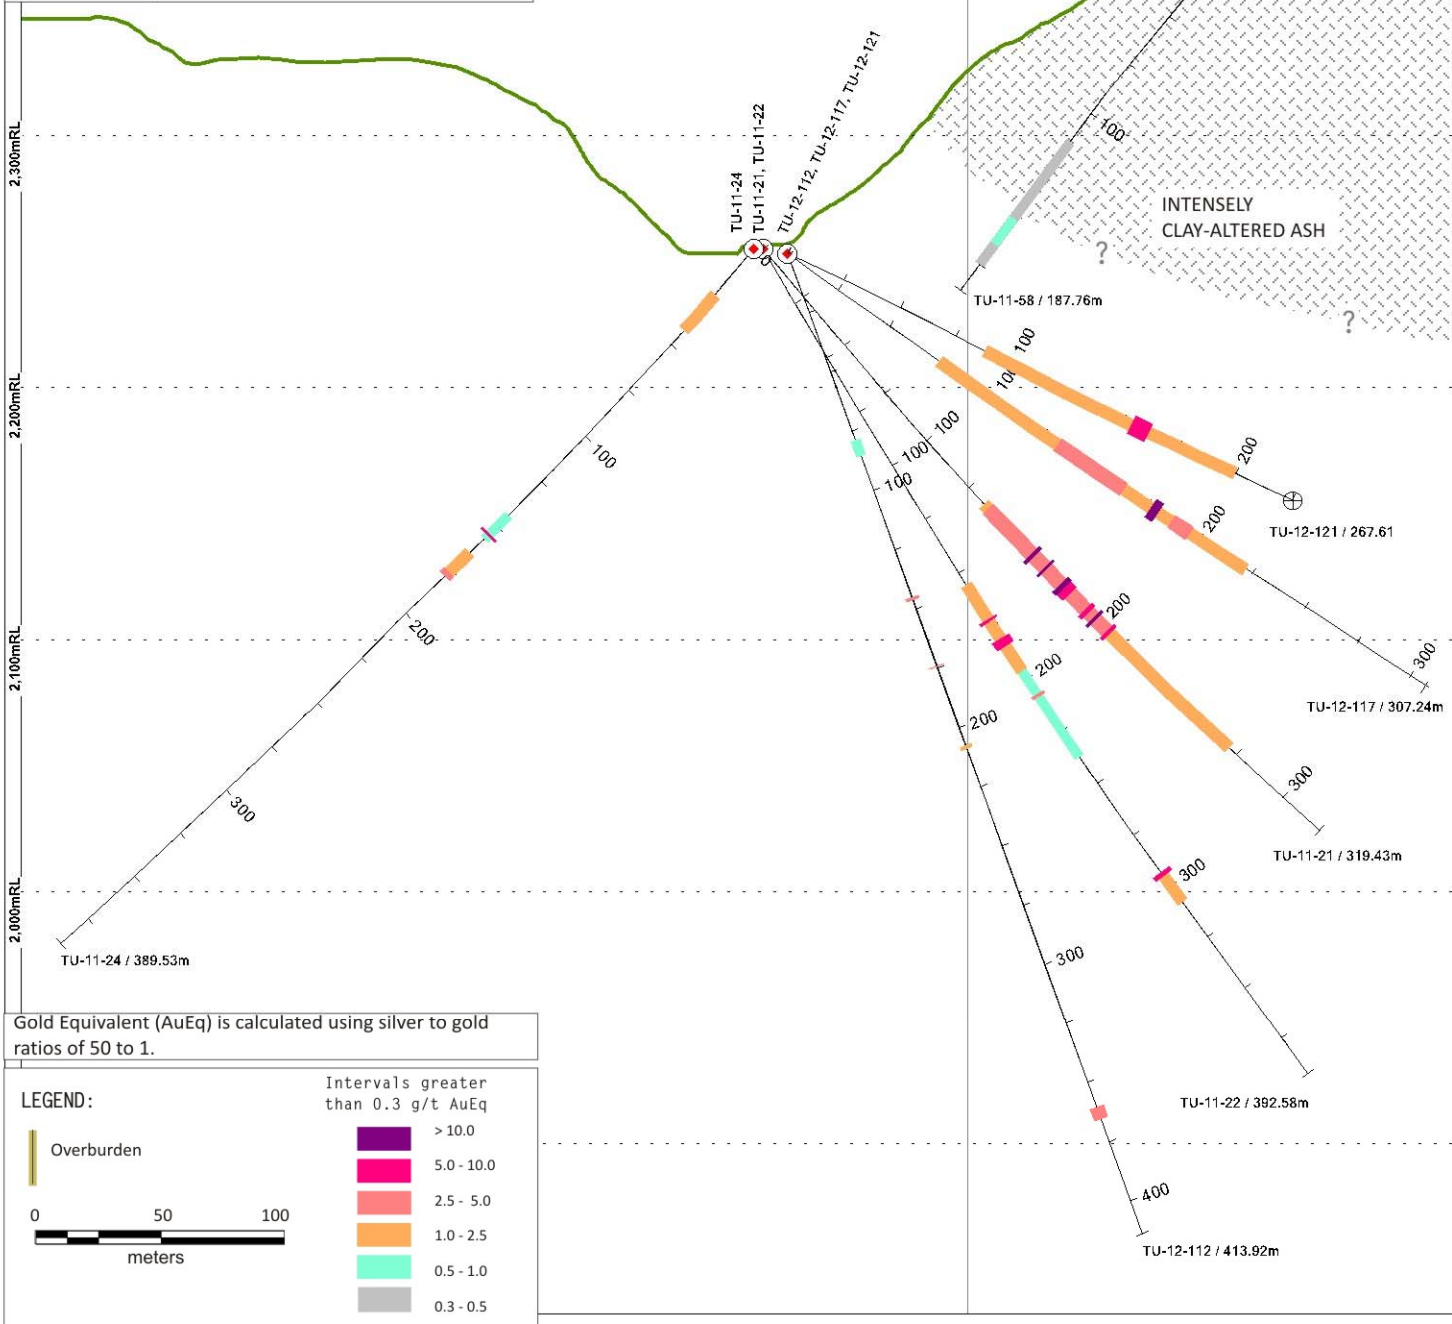 TU-11-24
TU-11-21, TU-11-22
TU-12-112, TU-12-117, TU-12-121
2,300mRL
2,200mRL
2,100mRL
2,000mRL
100
INTENSELY
CLAY-ALTERED ASH
?
?
TU-11-58 / 187.76m
0
100
100
200
TU-12-121 / 267.61
200
300
TU-12-117 / 307.24m
100
200
300
TU-11-21 / 319.43m
100
200
300
TU-11-22 / 392.58m
100
200
300
400
TU-12-112 / 413.92m
100
200
300
TU-11-24 / 389.53m
Gold Equivalent (AuEq) is calculated using silver to gold
ratios of 50 to 1.
LEGEND:
Overburden
0 50 100
meters
Intervals greater
than 0.3 g/t AuEq
> 10.0
5.0 - 10.0
2.5 - 5.0
1.0 - 2.5
0.5 - 1.0
0.3 - 0.5